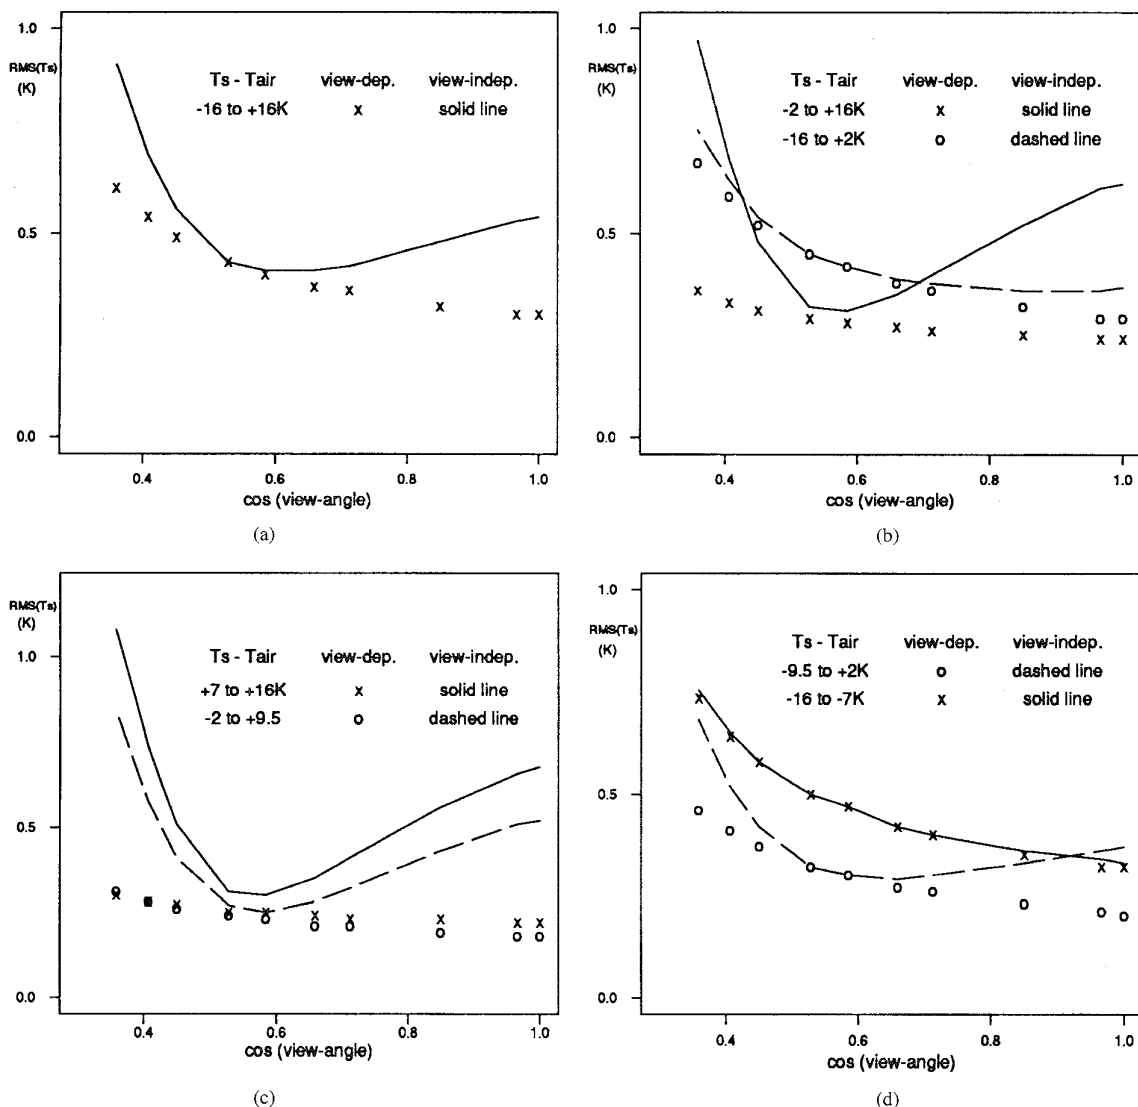 1.0
RMS(Ts)
(K)
Ts - Tair view-dep. view-indep.
-16 to +16K x solid line
0.5
0.0
0.4 0.6 0.8 1.0
cos (view-angle)
(a)
1.0
RMS(Ts)
(K)
Ts - Tair view-dep. view-indep.
-2 to +16K x solid line
-16 to +2K o dashed line
0.5
0.0
0.4 0.6 0.8 1.0
cos (view-angle)
(b)
RMS(Ts)
(K)
1.0
Ts - Tair view-dep. view-indep.
+7 to +16K x solid line
-2 to +9.5 o dashed line
0.5
0.0
0.4 0.6 0.8 1.0
cos (view-angle)
(c)
1.0
RMS(Ts)
(K)
Ts - Tair view-dep. view-indep.
-9.5 to +2K o dashed line
-16 to -7K x solid line
0.5
0.0
0.4 0.6 0.8 1.0
cos (view-angle)
(d)